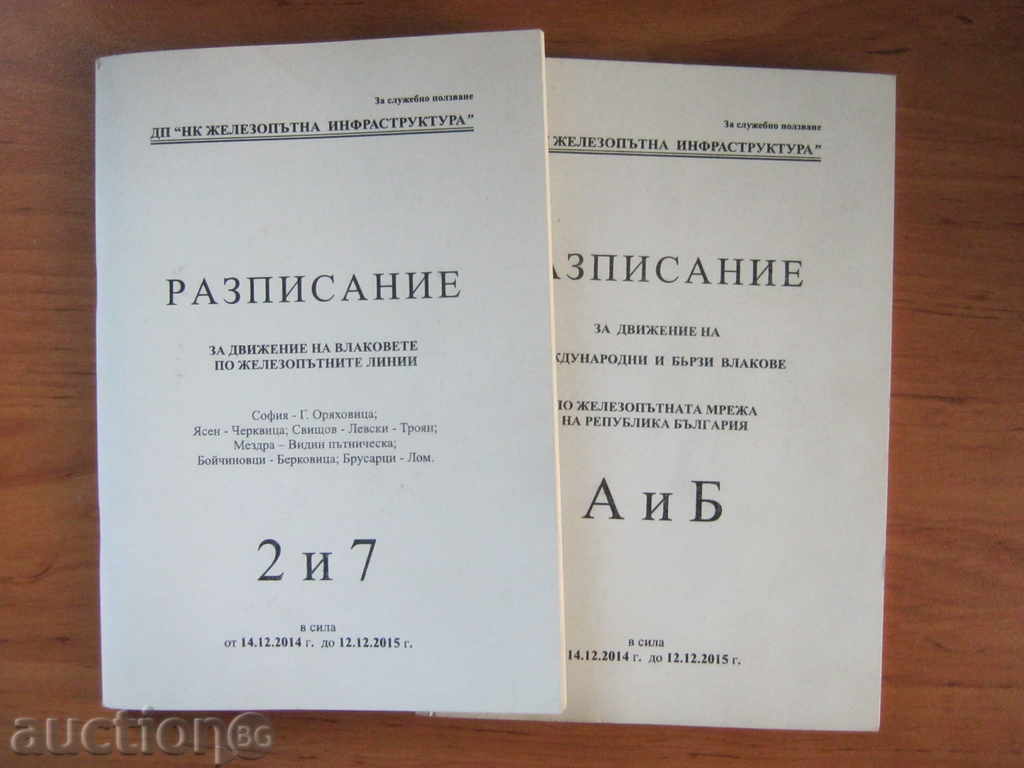 За служебно ползване
ДП “НК ЖЕЛЕЗОПЪТНА ИНФРАСТРУКТУРА”
РАЗПИСАНИЕ
ЗА ДВИЖЕНИЕ НА ВЛАКОВЕТЕ
ПО ЖЕЛЕЗОПЪТНИТЕ ЛИНИИ
София - Г. Оряховица;
Ясен - Черквица; Свищов - Левски - Троян;
Мездра – Видин пътническа;
Бойчиновци - Берковица; Брусарци - Лом.
2 и 7
в сила
от 14.12.2014 г. до 12.12.2015 г.
За служебно ползване
ЖЕЛЕЗОПЪТНА ИНФРАСТРУКТУРА”
АЗПИСАНИЕ
ЗА ДВИЖЕНИЕ НА
ЖДУНАРОДНИ И БЪРЗИ ВЛАКОВЕ
ПО ЖЕЛЕЗОПЪТНАТА МРЕЖА
НА РЕПУБЛИКА БЪЛГАРИЯ
А и Б
в сила
14.12.2014 г. до 12.12.2015 г.
auction BG